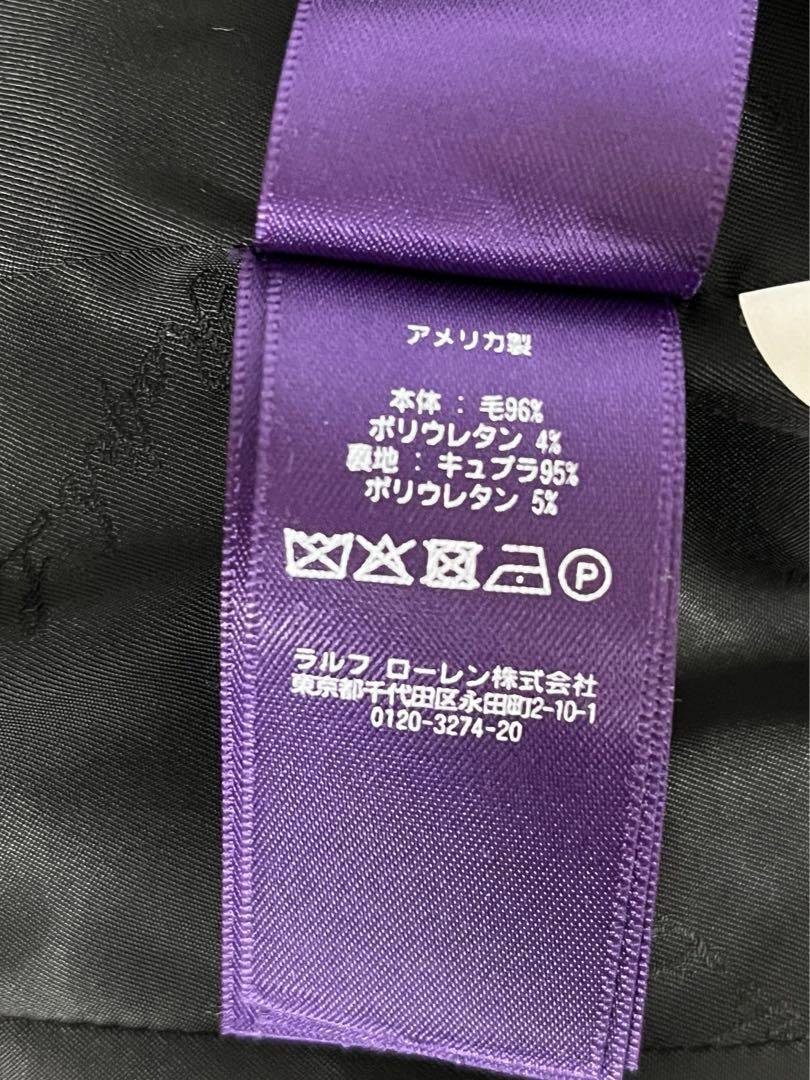 アメリカ製
本体 : 毛96%
ポリウレタン 4%
裏地 : キュプラ95%
ポリウレタン 5%
P
ラルフ ローレン株式会社
東京都千代田区永田町2-10-1
0120-3274-20